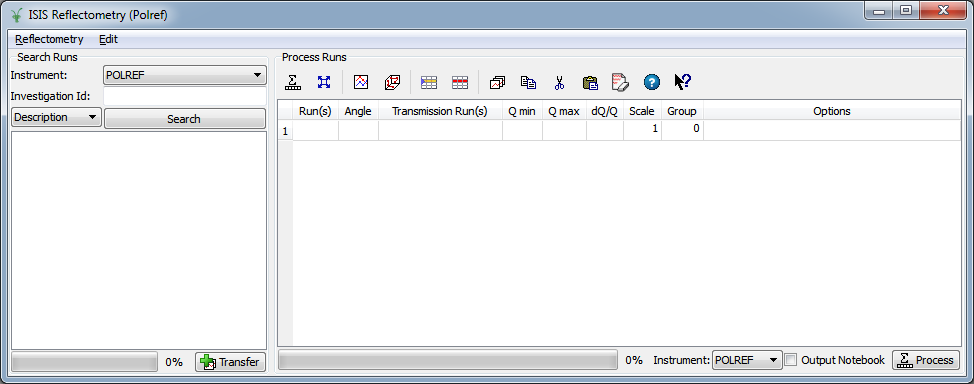 ISIS Reflectometry (Polref)
Reflectometry Edit
Search Runs
Instrument: POLREF
Investigation Id:
Description Search
0% Transfer
Process Runs
Run(s) Angle Transmission Run(s) Q min Q max dQ/Q Scale Group Options
1 1 0
0% Instrument: POLREF Output Notebook Process